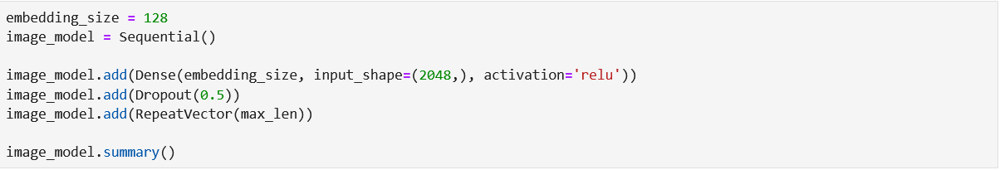 embedding_size = 128
image_model = Sequential()
image_model.add(Dense(embedding_size, input_shape=(2048,), activation='relu'))
image_model.add(Dropout(0.5))
image_model.add(RepeatVector(max_len))
image_model.summary()